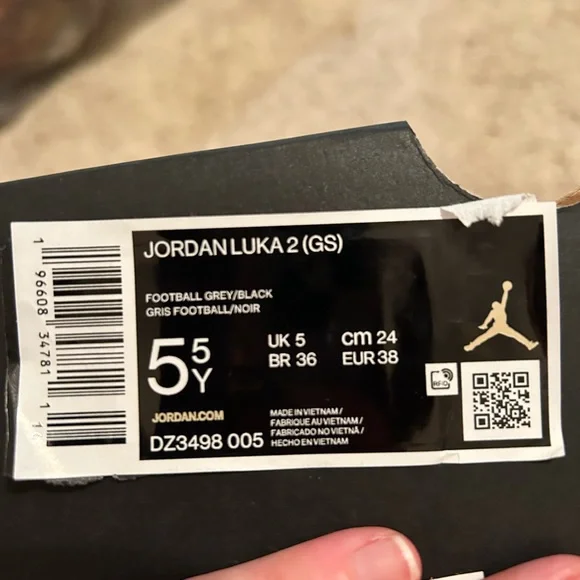 JORDAN LUKA 2 (GS)
FOOTBALL GREY/BLACK
GRIS FOOTBALL/NOIR
5 5Y
UK 5 cm 24
BR 36 EUR 38
JORDAN.COM
DZ3498 005
MADE IN VIETNAM /
FABRIQUE AU VIETNAM /
FABRICADO NO VIETNÃ /
HECHO EN VIETNAM
RFID
1 96608 34781 1